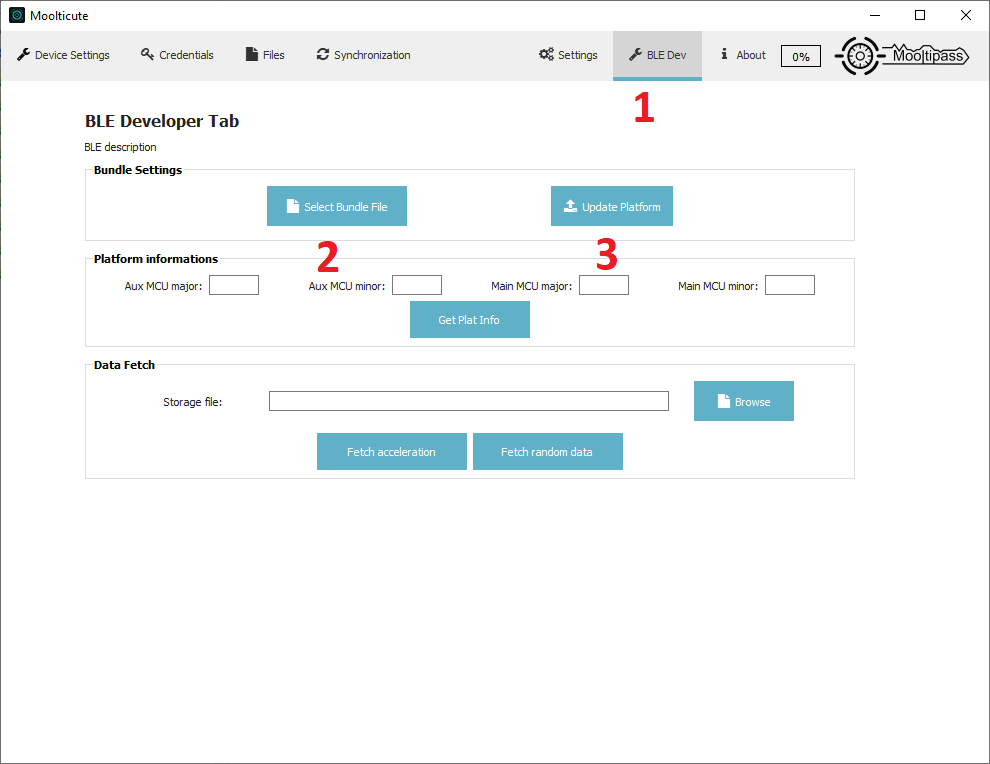 Moolticute
Device Settings Credentials Files Synchronization Settings BLE Dev About 0% Mooltipass
1
BLE Developer Tab
BLE description
Bundle Settings
Select Bundle File Update Platform
2 3
Platform informations
Aux MCU major: Aux MCU minor: Main MCU major: Main MCU minor:
Get Plat Info
Data Fetch
Storage file: Browse
Fetch acceleration Fetch random data